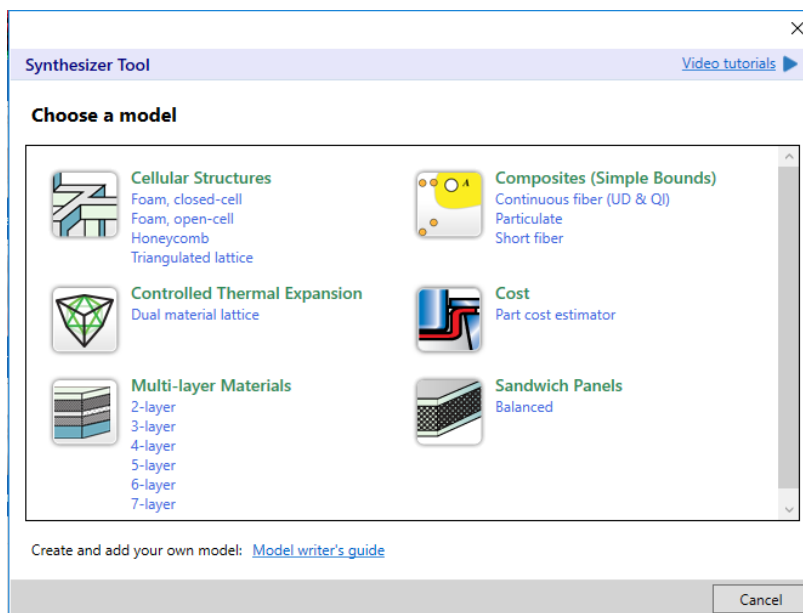 Synthesizer Tool
Video tutorials
Choose a model
Cellular Structures
Foam, closed-cell
Foam, open-cell
Honeycomb
Triangulated lattice
Composites (Simple Bounds)
Continuous fiber (UD & QI)
Particulate
Short fiber
A
Controlled Thermal Expansion
Dual material lattice
Cost
Part cost estimator
Multi-layer Materials
2-layer
3-layer
4-layer
5-layer
6-layer
7-layer
Sandwich Panels
Balanced
Create and add your own model: Model writer's guide
Cancel